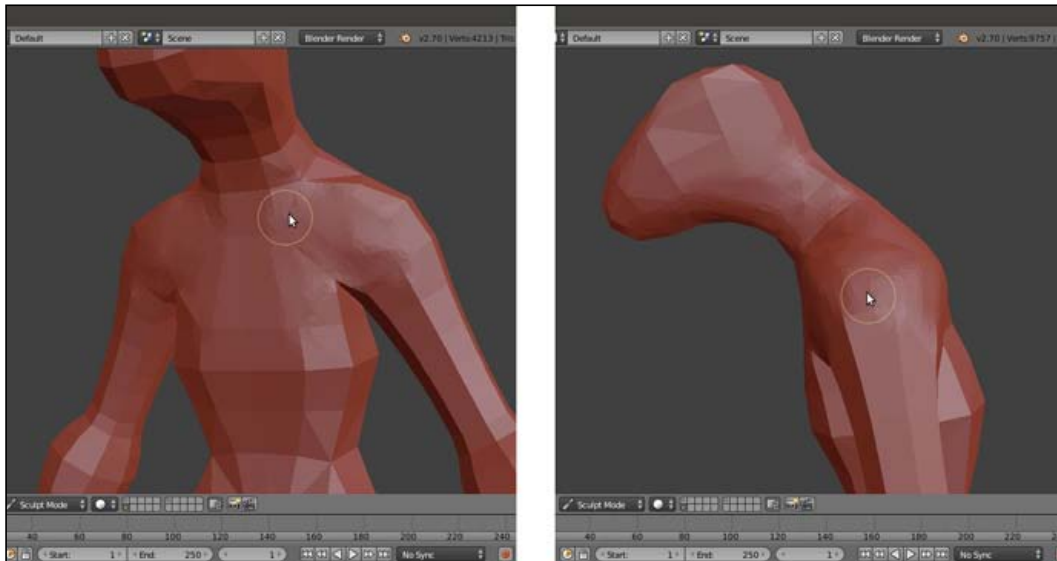 Default Scene Blender Render v2.70 | Verts:4213 | Tris
Sculpt Mode
40 60 80 100 120 140 160 180 200 220 240
Start: 1 End: 250 1 No Sync
Default Scene Blender Render v2.70 | Verts:9757 |
Sculpt Mode
40 60 80 100 120 140 160 180 200 220
Start: 1 End: 250 1 No Sync